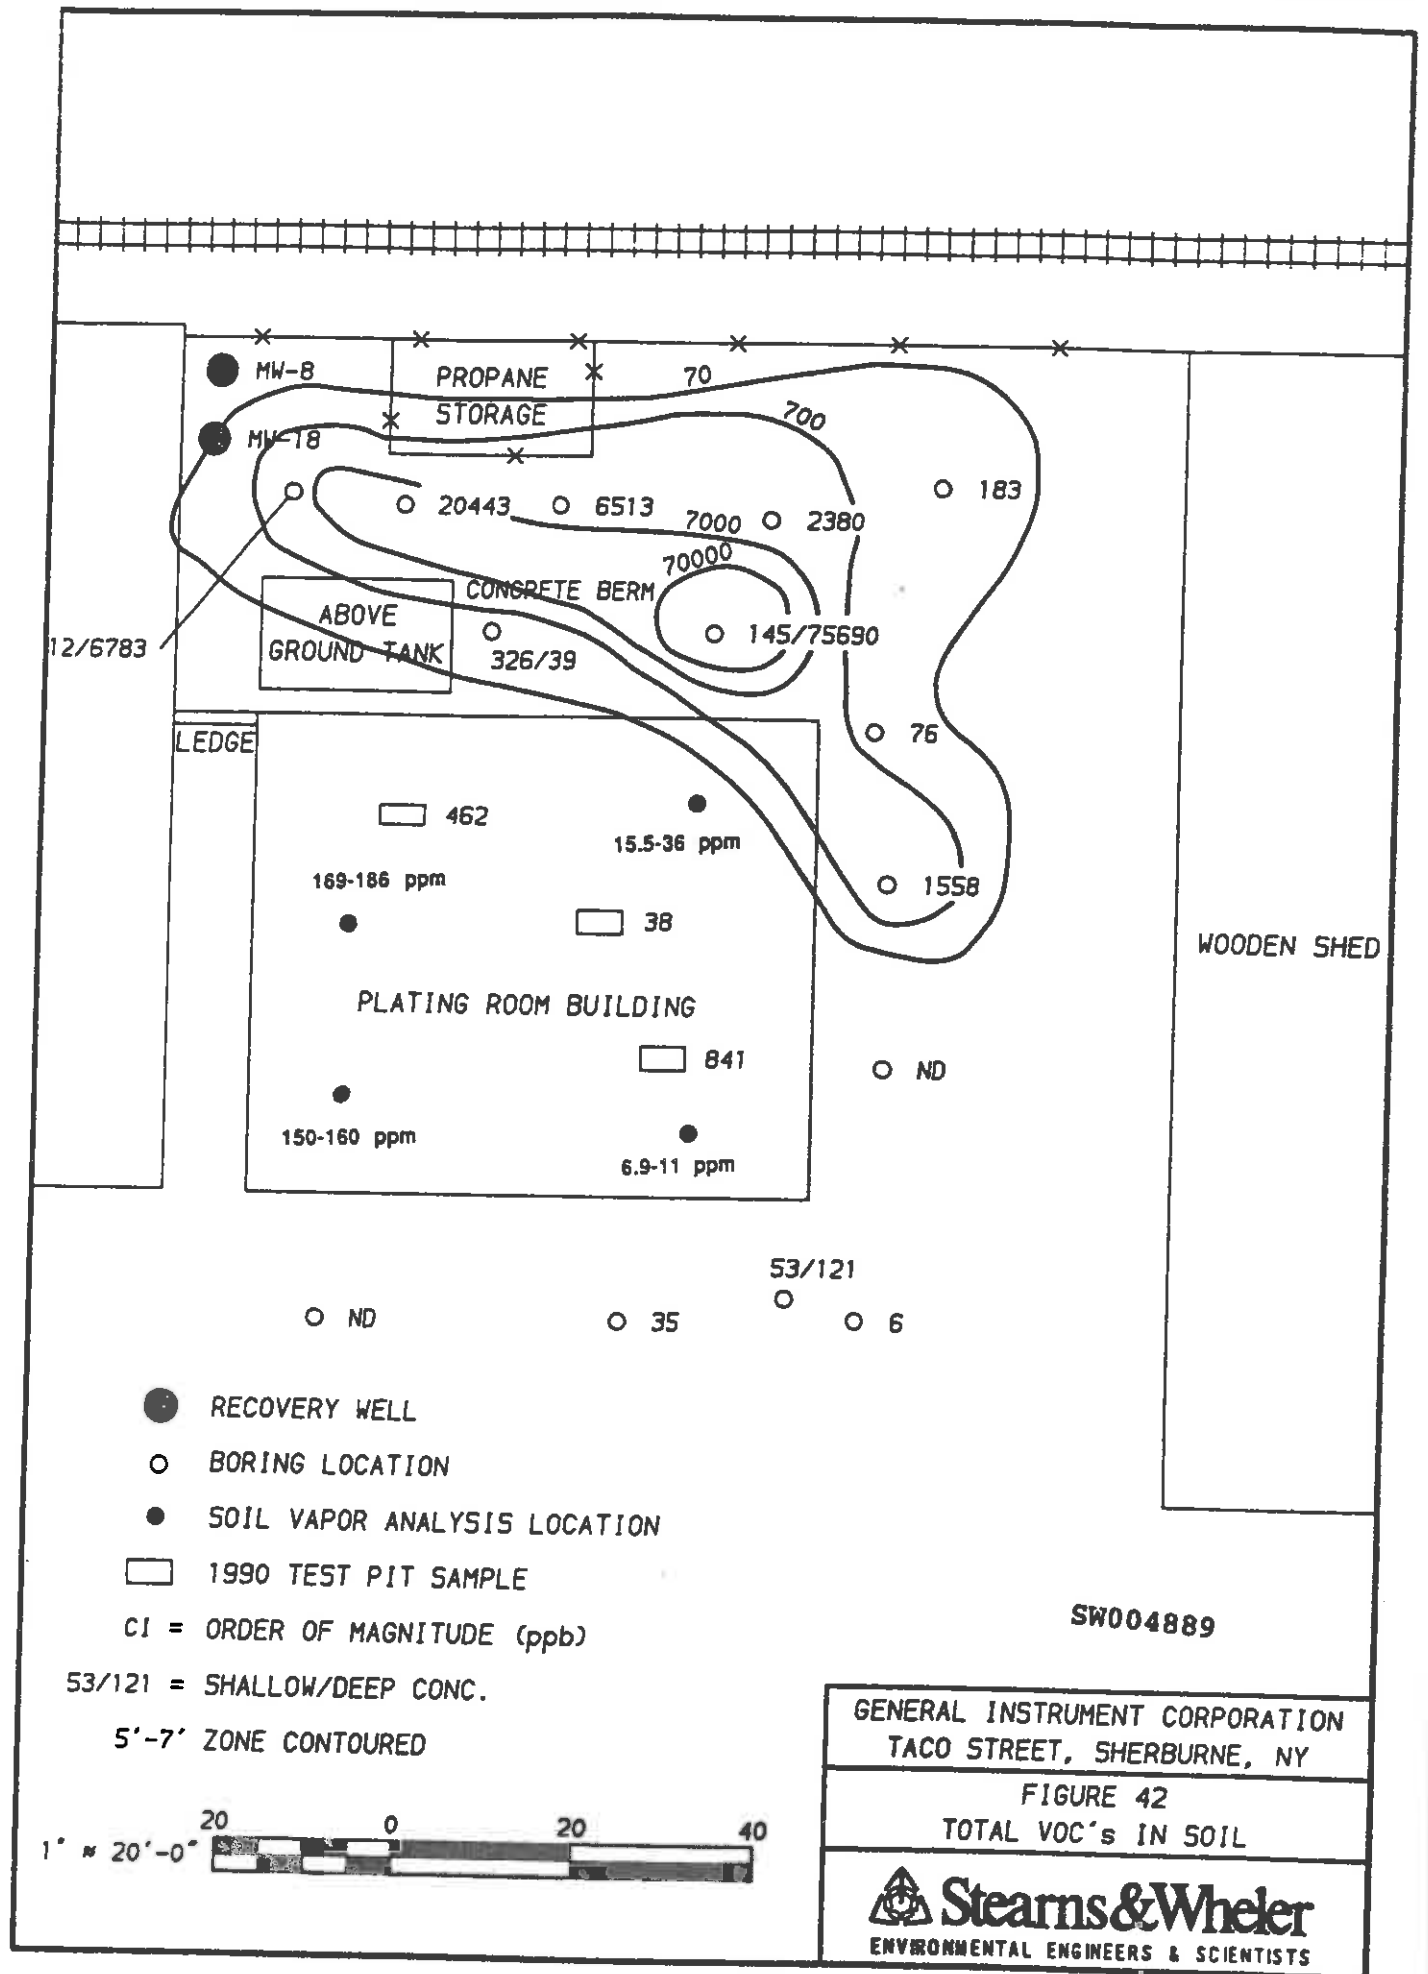 MW-8
PROPANE
STORAGE
70
700
MW-18
183
20443
6513
7000
2380
70000
CONCRETE BERM
ABOVE
GROUND TANK
12/6783
145/75690
326/39
76
LEDGE
462
15.5-36 ppm
169-186 ppm
1558
38
WOODEN SHED
PLATING ROOM BUILDING
841
ND
150-160 ppm
6.9-11 ppm
53/121
ND
35
6
RECOVERY WELL
BORING LOCATION
SOIL VAPOR ANALYSIS LOCATION
1990 TEST PIT SAMPLE
CI = ORDER OF MAGNITUDE (ppb)
53/121 = SHALLOW/DEEP CONC.
5'-7' ZONE CONTOURED
SW004889
GENERAL INSTRUMENT CORPORATION
TACO STREET, SHERBURNE, NY
FIGURE 42
TOTAL VOC's IN SOIL
20 0 20 40
1" ≈ 20'-0"
Stearns&Wheler
ENVIRONMENTAL ENGINEERS & SCIENTISTS